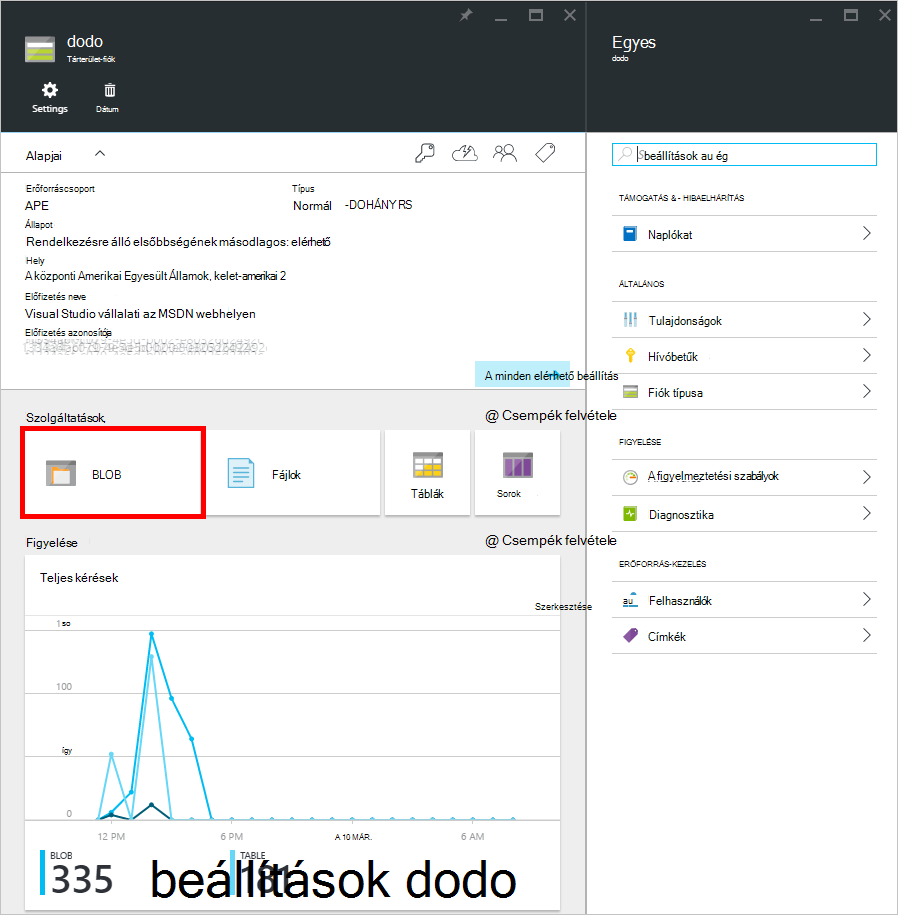 dodo
Tárterület-fiók
Settings
Dátum
Alapjai
Erőforráscsoport
Típus
APE
Normál -DOHÁNY RS
Állapot
Rendelkezésre álló elsőbbségének másodlagos: elérhető
Hely
A központi Amerikai Egyesült Államok, kelet-amerikai 2
Előfizetés neve
Visual Studio vállalati az MSDN webhelyen
Előfizetés azonosítója
A minden elérhető beállítás
Szolgáltatások,
@ Csempék felvétele
BLOB
Fájlok
Táblák
Sorok
Figyelése
@ Csempék felvétele
Teljes kérések
Szerkesztése
1so
100
így
0
12 PM
6 PM
A 10 MÁR.
6 AM
BLOB
335
TABLE
181
beállítások dodo
Egyes
dodo
beállítások au ég
TÁMOGATÁS & - HIBAELHÁRÍTÁS
Naplókat
ÁLTALÁNOS
Tulajdonságok
Hívóbetűk
Fiók típusa
FIGYELÉSE
A figyelmeztetési szabályok
Diagnosztika
ERŐFORRÁS-KEZELÉS
au
Felhasználók
Címkék